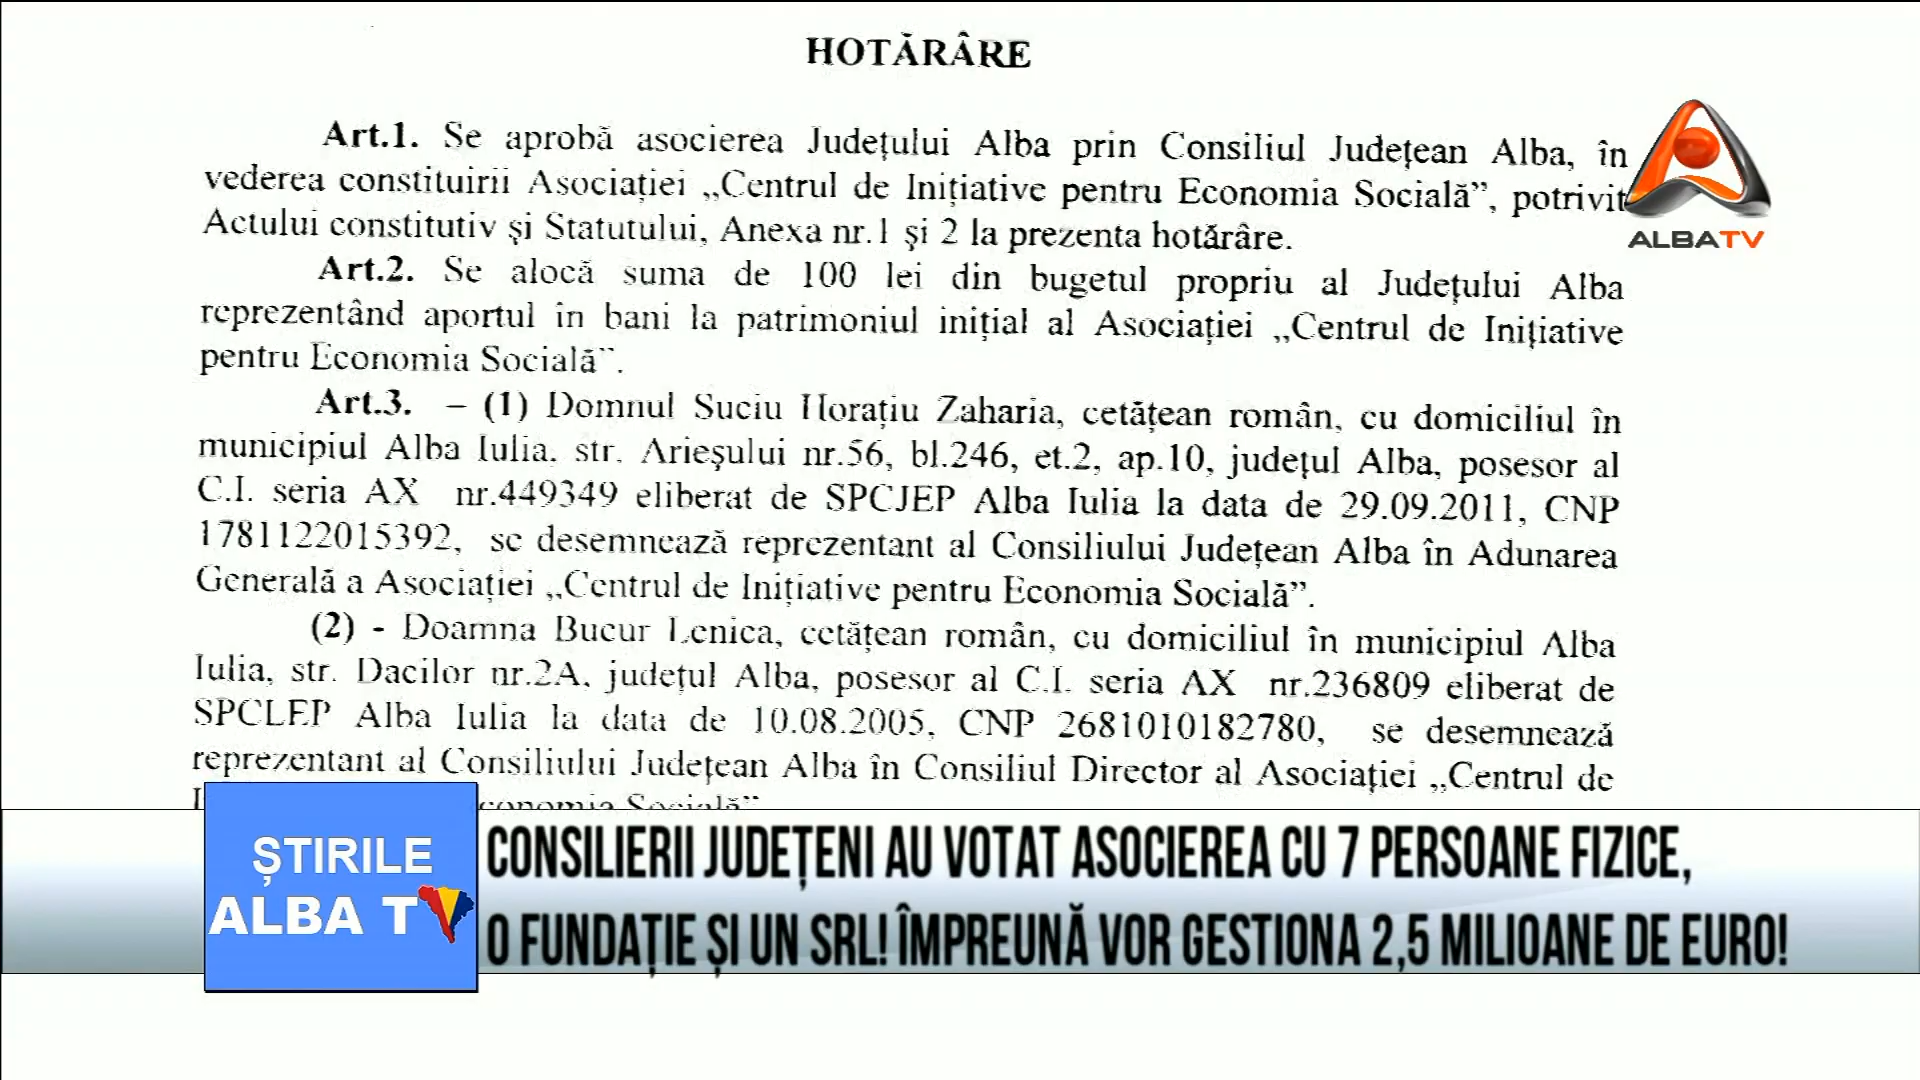 HOTĂRÂRE
Art.1. Se aprobă asocierea Județului Alba prin Consiliul Județean Alba, în
vederea constituirii Asociației „Centrul de Inițiative pentru Economia Socială”, potrivit
Actului constitutiv și Statutului, Anexa nr.1 și 2 la prezenta hotărâre.
Art.2. Se alocă suma de 100 lei din bugetul propriu al Județului Alba
reprezentând aportul în bani la patrimoniul inițial al Asociației „Centrul de Inițiative
pentru Economia Socială”.
Art.3. – (1) Domnul Suciu Horațiu Zaharia, cetățean român, cu domiciliul în
municipiul Alba Iulia, str. Arieșului nr.56, bl.246, et.2, ap.10, județul Alba, posesor al
C.I. seria AX nr.449349 eliberat de SPCJEP Alba Iulia la data de 29.09.2011, CNP
1781122015392, se desemnează reprezentant al Consiliului Județean Alba în Adunarea
Generală a Asociației „Centrul de Inițiative pentru Economia Socială”.
(2) - Doamna Bucur Lenica, cetățean român, cu domiciliul în municipiul Alba
Iulia, str. Dacilor nr.2A, județul Alba, posesor al C.I. seria AX nr.236809 eliberat de
SPCLEP Alba Iulia la data de 10.08.2005, CNP 2681010182780, se desemnează
reprezentant al Consiliului Județean Alba în Consiliul Director al Asociației „Centrul de
Socială”
ALBATV
ȘTIRILE
ALBA TV
CONSILIERII JUDEȚENI AU VOTAT ASOCIEREA CU 7 PERSOANE FIZICE,
O FUNDAȚIE ȘI UN SRL! ÎMPREUNĂ VOR GESTIONA 2,5 MILIOANE DE EURO!